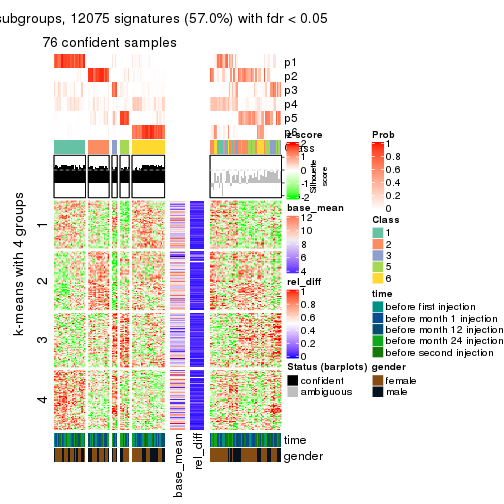 subgroups, 12075 signatures (57.0%) with fdr < 0.05
76 confident samples
p1
p2
p3
p4
p5
p6
Class
z-score
2
1
0
-1
-2
Silhouette
score
base_mean
12
10
8
6
4
rel_diff
1
0.8
0.6
0.4
0.2
0
Status (barplots)
confident
ambiguous
Prob
1
0.8
0.6
0.4
0.2
0
Class
1
2
3
5
6
time
before first injection
before month 1 injection
before month 12 injection
before month 24 injection
before second injection
gender
female
male
k-means with 4 groups
1
2
3
4
time
gender
base_mean
rel_diff